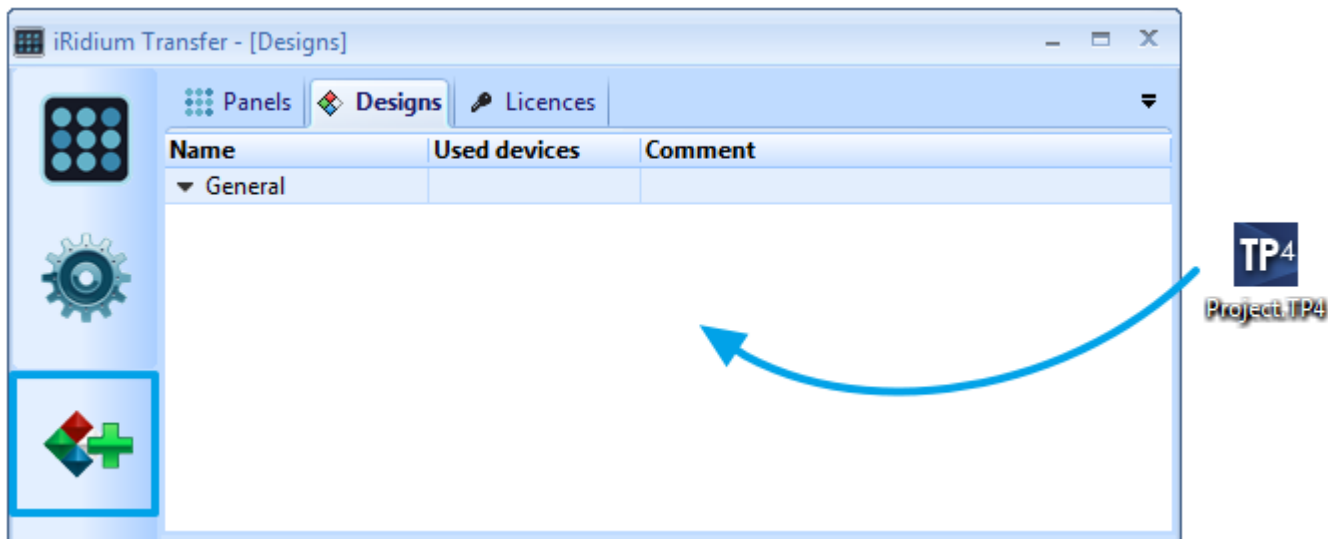 iRidium Transfer - [Designs]
Panels Designs Licences
Name Used devices Comment
General
TP4
Project.TP4